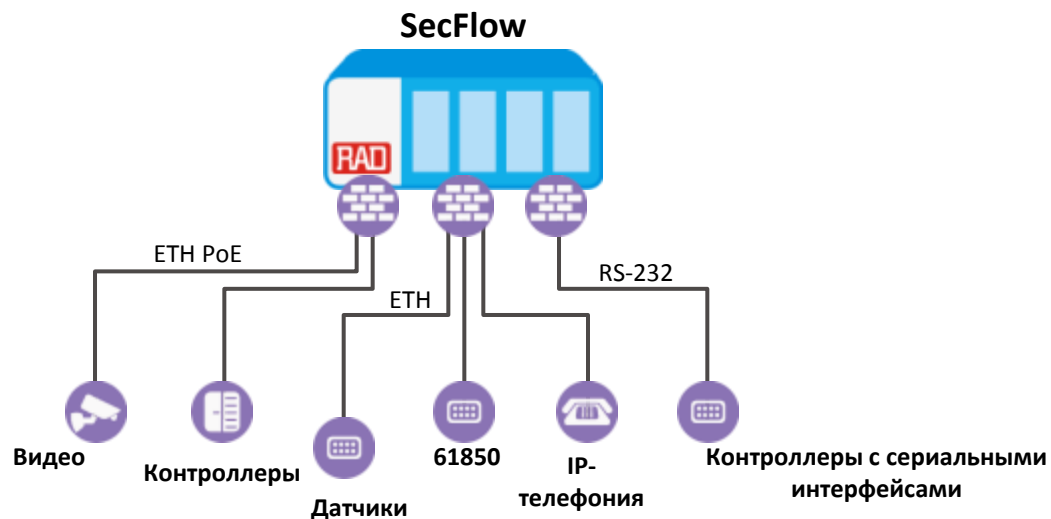 SecFlow
RAD
ETH PoE
RS-232
ETH
Видео
Контроллеры
Датчики
61850
IP-
телефония
Контроллеры с сериальными
интерфейсами